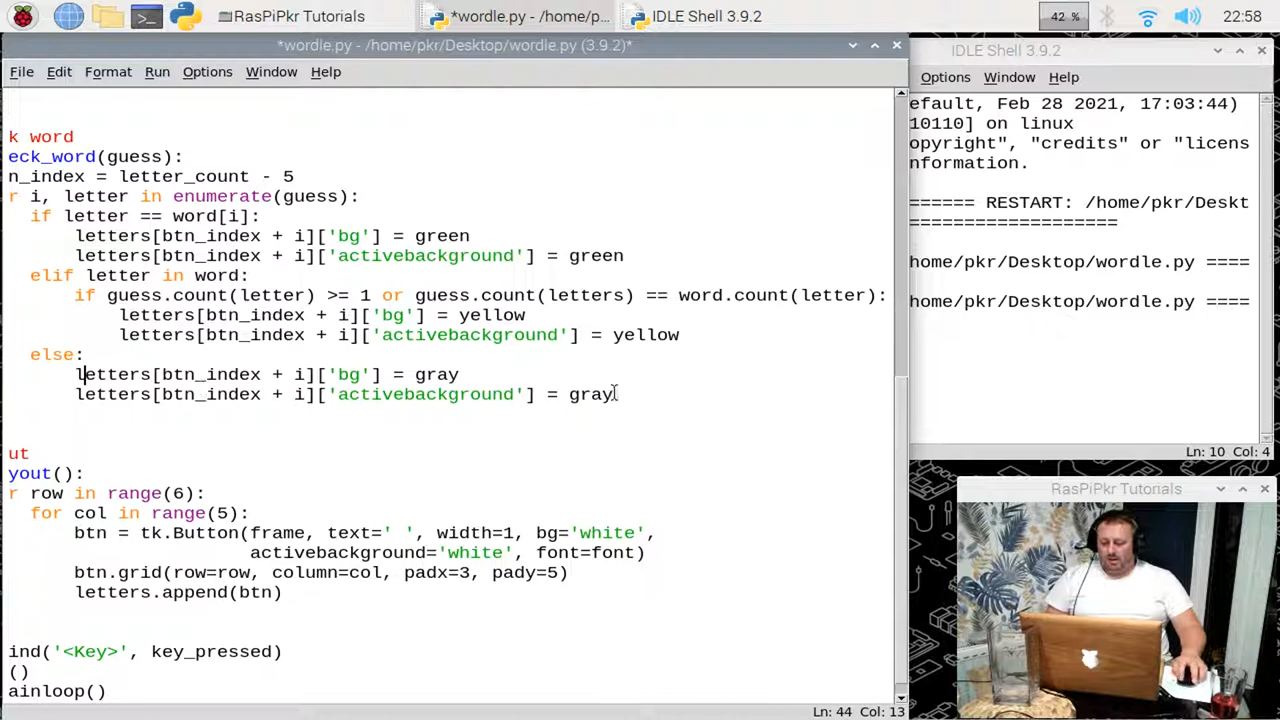 RasPiPkr Tutorials
*wordle.py - /home/p...
IDLE Shell 3.9.2
42 %
22:58
*wordle.py - /home/pkr/Desktop/wordle.py (3.9.2)*
File Edit Format Run Options Window Help
k word
eck_word(guess):
n_index = letter_count - 5
r i, letter in enumerate(guess):
if letter == word[i]:
letters[btn_index + i]['bg'] = green
letters[btn_index + i]['activebackground'] = green
elif letter in word:
if guess.count(letter) >= 1 or guess.count(letters) == word.count(letter):
letters[btn_index + i]['bg'] = yellow
letters[btn_index + i]['activebackground'] = yellow
else:
letters[btn_index + i]['bg'] = gray
letters[btn_index + i]['activebackground'] = gray
ut
yout():
r row in range(6):
for col in range(5):
btn = tk.Button(frame, text=' ', width=1, bg='white',
activebackground='white', font=font)
btn.grid(row=row, column=col, padx=3, pady=5)
letters.append(btn)
ind('<Key>', key_pressed)
()
ainloop()
Ln: 44 Col: 13
IDLE Shell 3.9.2
Options Window Help
efault, Feb 28 2021, 17:03:44)
10110] on linux
opyright", "credits" or "licens
nformation.
====== RESTART: /home/pkr/Deskt
===================
home/pkr/Desktop/wordle.py ====
home/pkr/Desktop/wordle.py ====
Ln: 10 Col: 4
RasPiPkr Tutorials